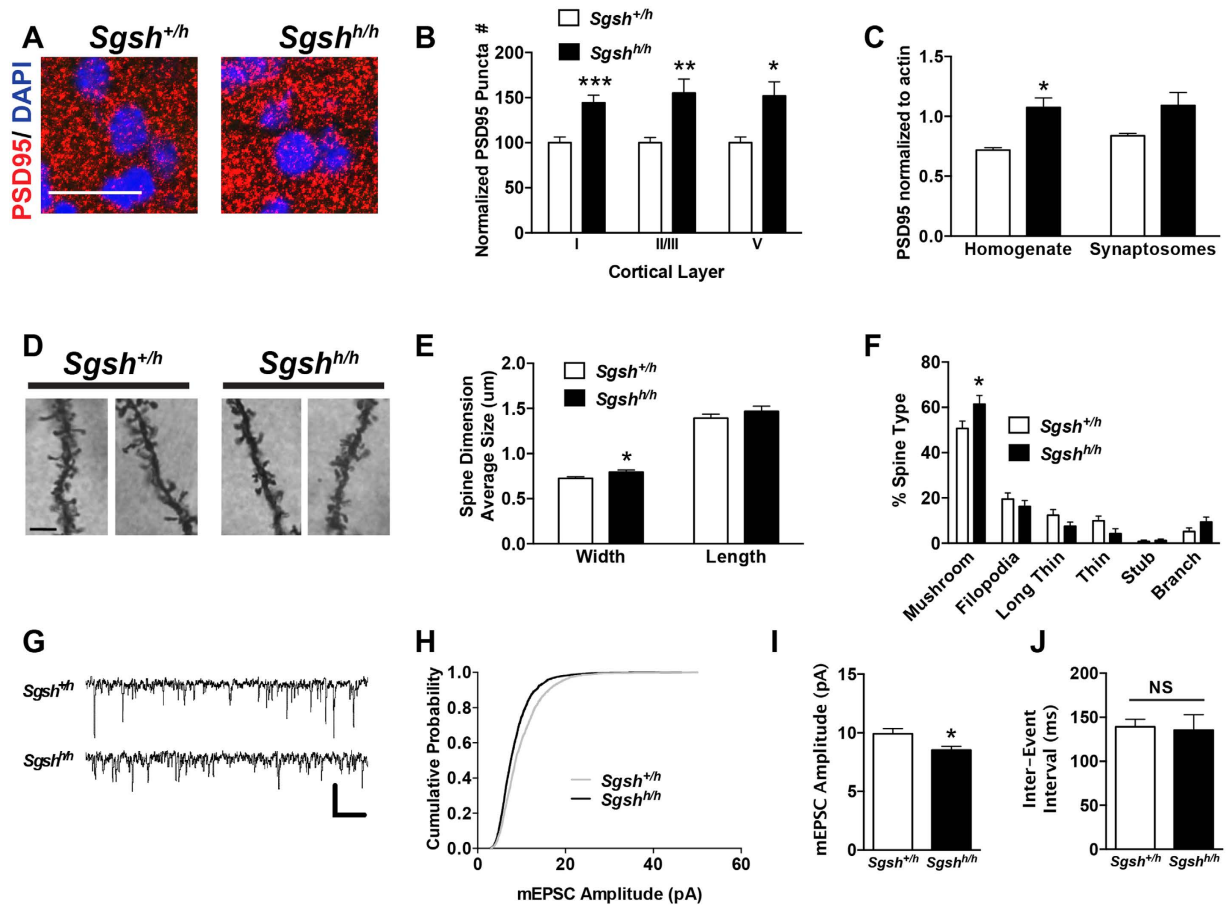 A
Sgsh+/h
Sgshh/h
PSD95/ DAPI
B
Sgsh+/h
Sgshh/h
Normalized PSD95 Puncta #
200
150
100
50
0
***
**
*
I
II/III
V
Cortical Layer
C
PSD95 normalized to actin
1.5
1.0
0.5
0.0
*
Homogenate
Synaptosomes
D
Sgsh+/h
Sgshh/h
E
Spine Dimension
Average Size (um)
2.0
1.5
1.0
0.5
0.0
Sgsh+/h
Sgshh/h
*
Width
Length
F
% Spine Type
80
60
40
20
0
*
Sgsh+/h
Sgshh/h
Mushroom
Filopodia
Long Thin
Thin
Stub
Branch
G
Sgsh+/h
Sgshh/h
H
Cumulative Probability
1.0
0.8
0.6
0.4
0.2
0.0
Sgsh+/h
Sgshh/h
0
20
40
60
mEPSC Amplitude (pA)
I
mEPSC Amplitude (pA)
15
10
5
0
*
Sgsh+/h
Sgshh/h
J
Inter-Event
Interval (ms)
200
150
100
50
0
NS
Sgsh+/h
Sgshh/h